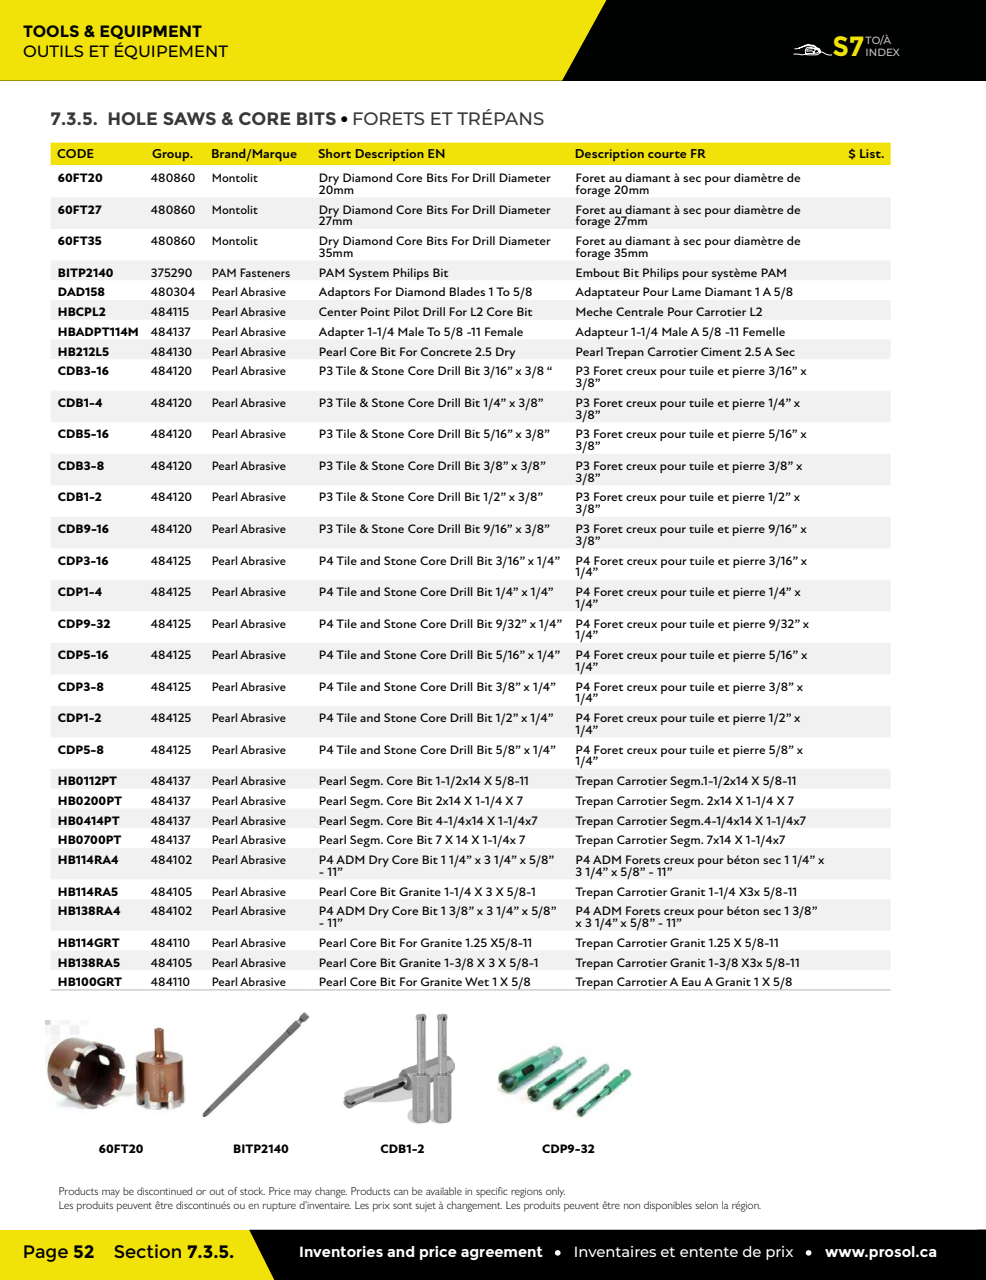 TOOLS & EQUIPMENT
OUTILS ET ÉQUIPEMENT
S7 TO/À INDEX
7.3.5. HOLE SAWS & CORE BITS • FORETS ET TRÉPANS
CODE Group. Brand/Marque Short Description EN Description courte FR $ List.
60FT20 480860 Montolit Dry Diamond Core Bits For Drill Diameter Foret au diamant à sec pour diamètre de
20mm forage 20mm
60FT27 480860 Montolit Dry Diamond Core Bits For Drill Diameter Foret au diamant à sec pour diamètre de
27mm forage 27mm
60FT35 480860 Montolit Dry Diamond Core Bits For Drill Diameter Foret au diamant à sec pour diamètre de
35mm forage 35mm
BITP2140 375290 PAM Fasteners PAM System Philips Bit Embout Bit Philips pour système PAM
DAD158 480304 Pearl Abrasive Adaptors For Diamond Blades 1 To 5/8 Adaptateur Pour Lame Diamant 1 A 5/8
HBCPL2 484115 Pearl Abrasive Center Point Pilot Drill For L2 Core Bit Meche Centrale Pour Carrotier L2
HBADPT114M 484137 Pearl Abrasive Adapter 1-1/4 Male To 5/8 -11 Female Adapteur 1-1/4 Male A 5/8 -11 Femelle
HB212L5 484130 Pearl Abrasive Pearl Core Bit For Concrete 2.5 Dry Pearl Trepan Carrotier Ciment 2.5 A Sec
CDB3-16 484120 Pearl Abrasive P3 Tile & Stone Core Drill Bit 3/16” x 3/8 “ P3 Foret creux pour tuile et pierre 3/16” x
3/8”
CDB1-4 484120 Pearl Abrasive P3 Tile & Stone Core Drill Bit 1/4” x 3/8” P3 Foret creux pour tuile et pierre 1/4” x
3/8”
CDB5-16 484120 Pearl Abrasive P3 Tile & Stone Core Drill Bit 5/16” x 3/8” P3 Foret creux pour tuile et pierre 5/16” x
3/8”
CDB3-8 484120 Pearl Abrasive P3 Tile & Stone Core Drill Bit 3/8” x 3/8” P3 Foret creux pour tuile et pierre 3/8” x
3/8”
CDB1-2 484120 Pearl Abrasive P3 Tile & Stone Core Drill Bit 1/2” x 3/8” P3 Foret creux pour tuile et pierre 1/2” x
3/8”
CDB9-16 484120 Pearl Abrasive P3 Tile & Stone Core Drill Bit 9/16” x 3/8” P3 Foret creux pour tuile et pierre 9/16” x
3/8”
CDP3-16 484125 Pearl Abrasive P4 Tile and Stone Core Drill Bit 3/16” x 1/4” P4 Foret creux pour tuile et pierre 3/16” x
1/4”
CDP1-4 484125 Pearl Abrasive P4 Tile and Stone Core Drill Bit 1/4” x 1/4” P4 Foret creux pour tuile et pierre 1/4” x
1/4”
CDP9-32 484125 Pearl Abrasive P4 Tile and Stone Core Drill Bit 9/32” x 1/4” P4 Foret creux pour tuile et pierre 9/32” x
1/4”
CDP5-16 484125 Pearl Abrasive P4 Tile and Stone Core Drill Bit 5/16” x 1/4” P4 Foret creux pour tuile et pierre 5/16” x
1/4”
CDP3-8 484125 Pearl Abrasive P4 Tile and Stone Core Drill Bit 3/8” x 1/4” P4 Foret creux pour tuile et pierre 3/8” x
1/4”
CDP1-2 484125 Pearl Abrasive P4 Tile and Stone Core Drill Bit 1/2” x 1/4” P4 Foret creux pour tuile et pierre 1/2” x
1/4”
CDP5-8 484125 Pearl Abrasive P4 Tile and Stone Core Drill Bit 5/8” x 1/4” P4 Foret creux pour tuile et pierre 5/8” x
1/4”
HB0112PT 484137 Pearl Abrasive Pearl Segm. Core Bit 1-1/2x14 X 5/8-11 Trepan Carrotier Segm.1-1/2x14 X 5/8-11
HB0200PT 484137 Pearl Abrasive Pearl Segm. Core Bit 2x14 X 1-1/4 X 7 Trepan Carrotier Segm. 2x14 X 1-1/4 X 7
HB0414PT 484137 Pearl Abrasive Pearl Segm. Core Bit 4-1/4x14 X 1-1/4x7 Trepan Carrotier Segm.4-1/4x14 X 1-1/4x7
HB0700PT 484137 Pearl Abrasive Pearl Segm. Core Bit 7 X 14 X 1-1/4x 7 Trepan Carrotier Segm. 7x14 X 1-1/4x7
HB114RA4 484102 Pearl Abrasive P4 ADM Dry Core Bit 1 1/4” x 3 1/4” x 5/8” P4 ADM Forets creux pour béton sec 1 1/4” x
- 11” 3 1/4” x 5/8” - 11”
HB114RA5 484105 Pearl Abrasive Pearl Core Bit Granite 1-1/4 X 3 X 5/8-1 Trepan Carrotier Granit 1-1/4 X3x 5/8-11
HB138RA4 484102 Pearl Abrasive P4 ADM Dry Core Bit 1 3/8” x 3 1/4” x 5/8” P4 ADM Forets creux pour béton sec 1 3/8”
- 11” x 3 1/4” x 5/8” - 11”
HB114GRT 484110 Pearl Abrasive Pearl Core Bit For Granite 1.25 X5/8-11 Trepan Carrotier Granit 1.25 X 5/8-11
HB138RA5 484105 Pearl Abrasive Pearl Core Bit Granite 1-3/8 X 3 X 5/8-1 Trepan Carrotier Granit 1-3/8 X3x 5/8-11
HB100GRT 484110 Pearl Abrasive Pearl Core Bit For Granite Wet 1 X 5/8 Trepan Carrotier A Eau A Granit 1 X 5/8
60FT20 BITP2140 CDB1-2 CDP9-32
Products may be discontinued or out of stock. Price may change. Products can be available in specific regions only.
Les produits peuvent être discontinués ou en rupture d’inventaire. Les prix sont sujet à changement. Les produits peuvent être non disponibles selon la région.
Page 52 Section 7.3.5. Inventories and price agreement • Inventaires et entente de prix • www.prosol.ca